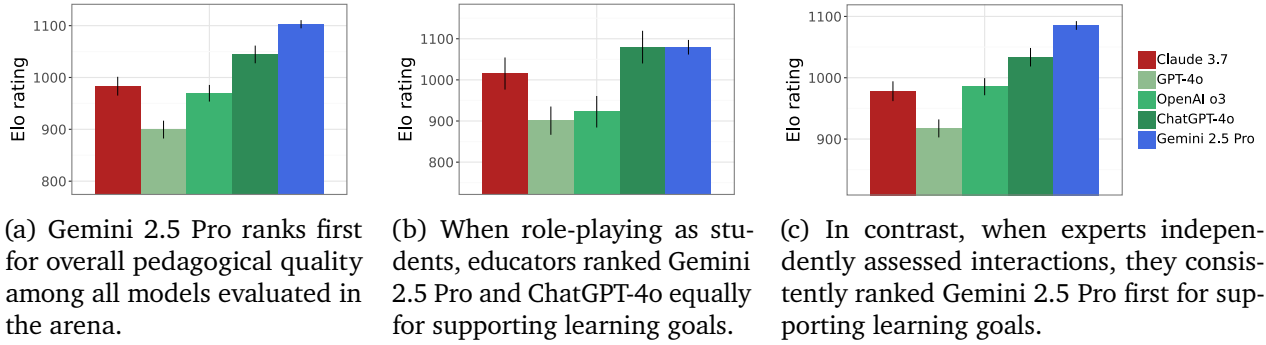 Elo rating
1100
1000
900
800
Elo rating
1100
1000
900
800
Elo rating
1100
1000
900
Claude 3.7
GPT-4o
OpenAI o3
ChatGPT-4o
Gemini 2.5 Pro
(a) Gemini 2.5 Pro ranks first
for overall pedagogical quality
among all models evaluated in
the arena.
(b) When role-playing as stu-
dents, educators ranked Gemini
2.5 Pro and ChatGPT-4o equally
for supporting learning goals.
(c) In contrast, when experts indepen-
dently assessed interactions, they consis-
tently ranked Gemini 2.5 Pro first for sup-
porting learning goals.